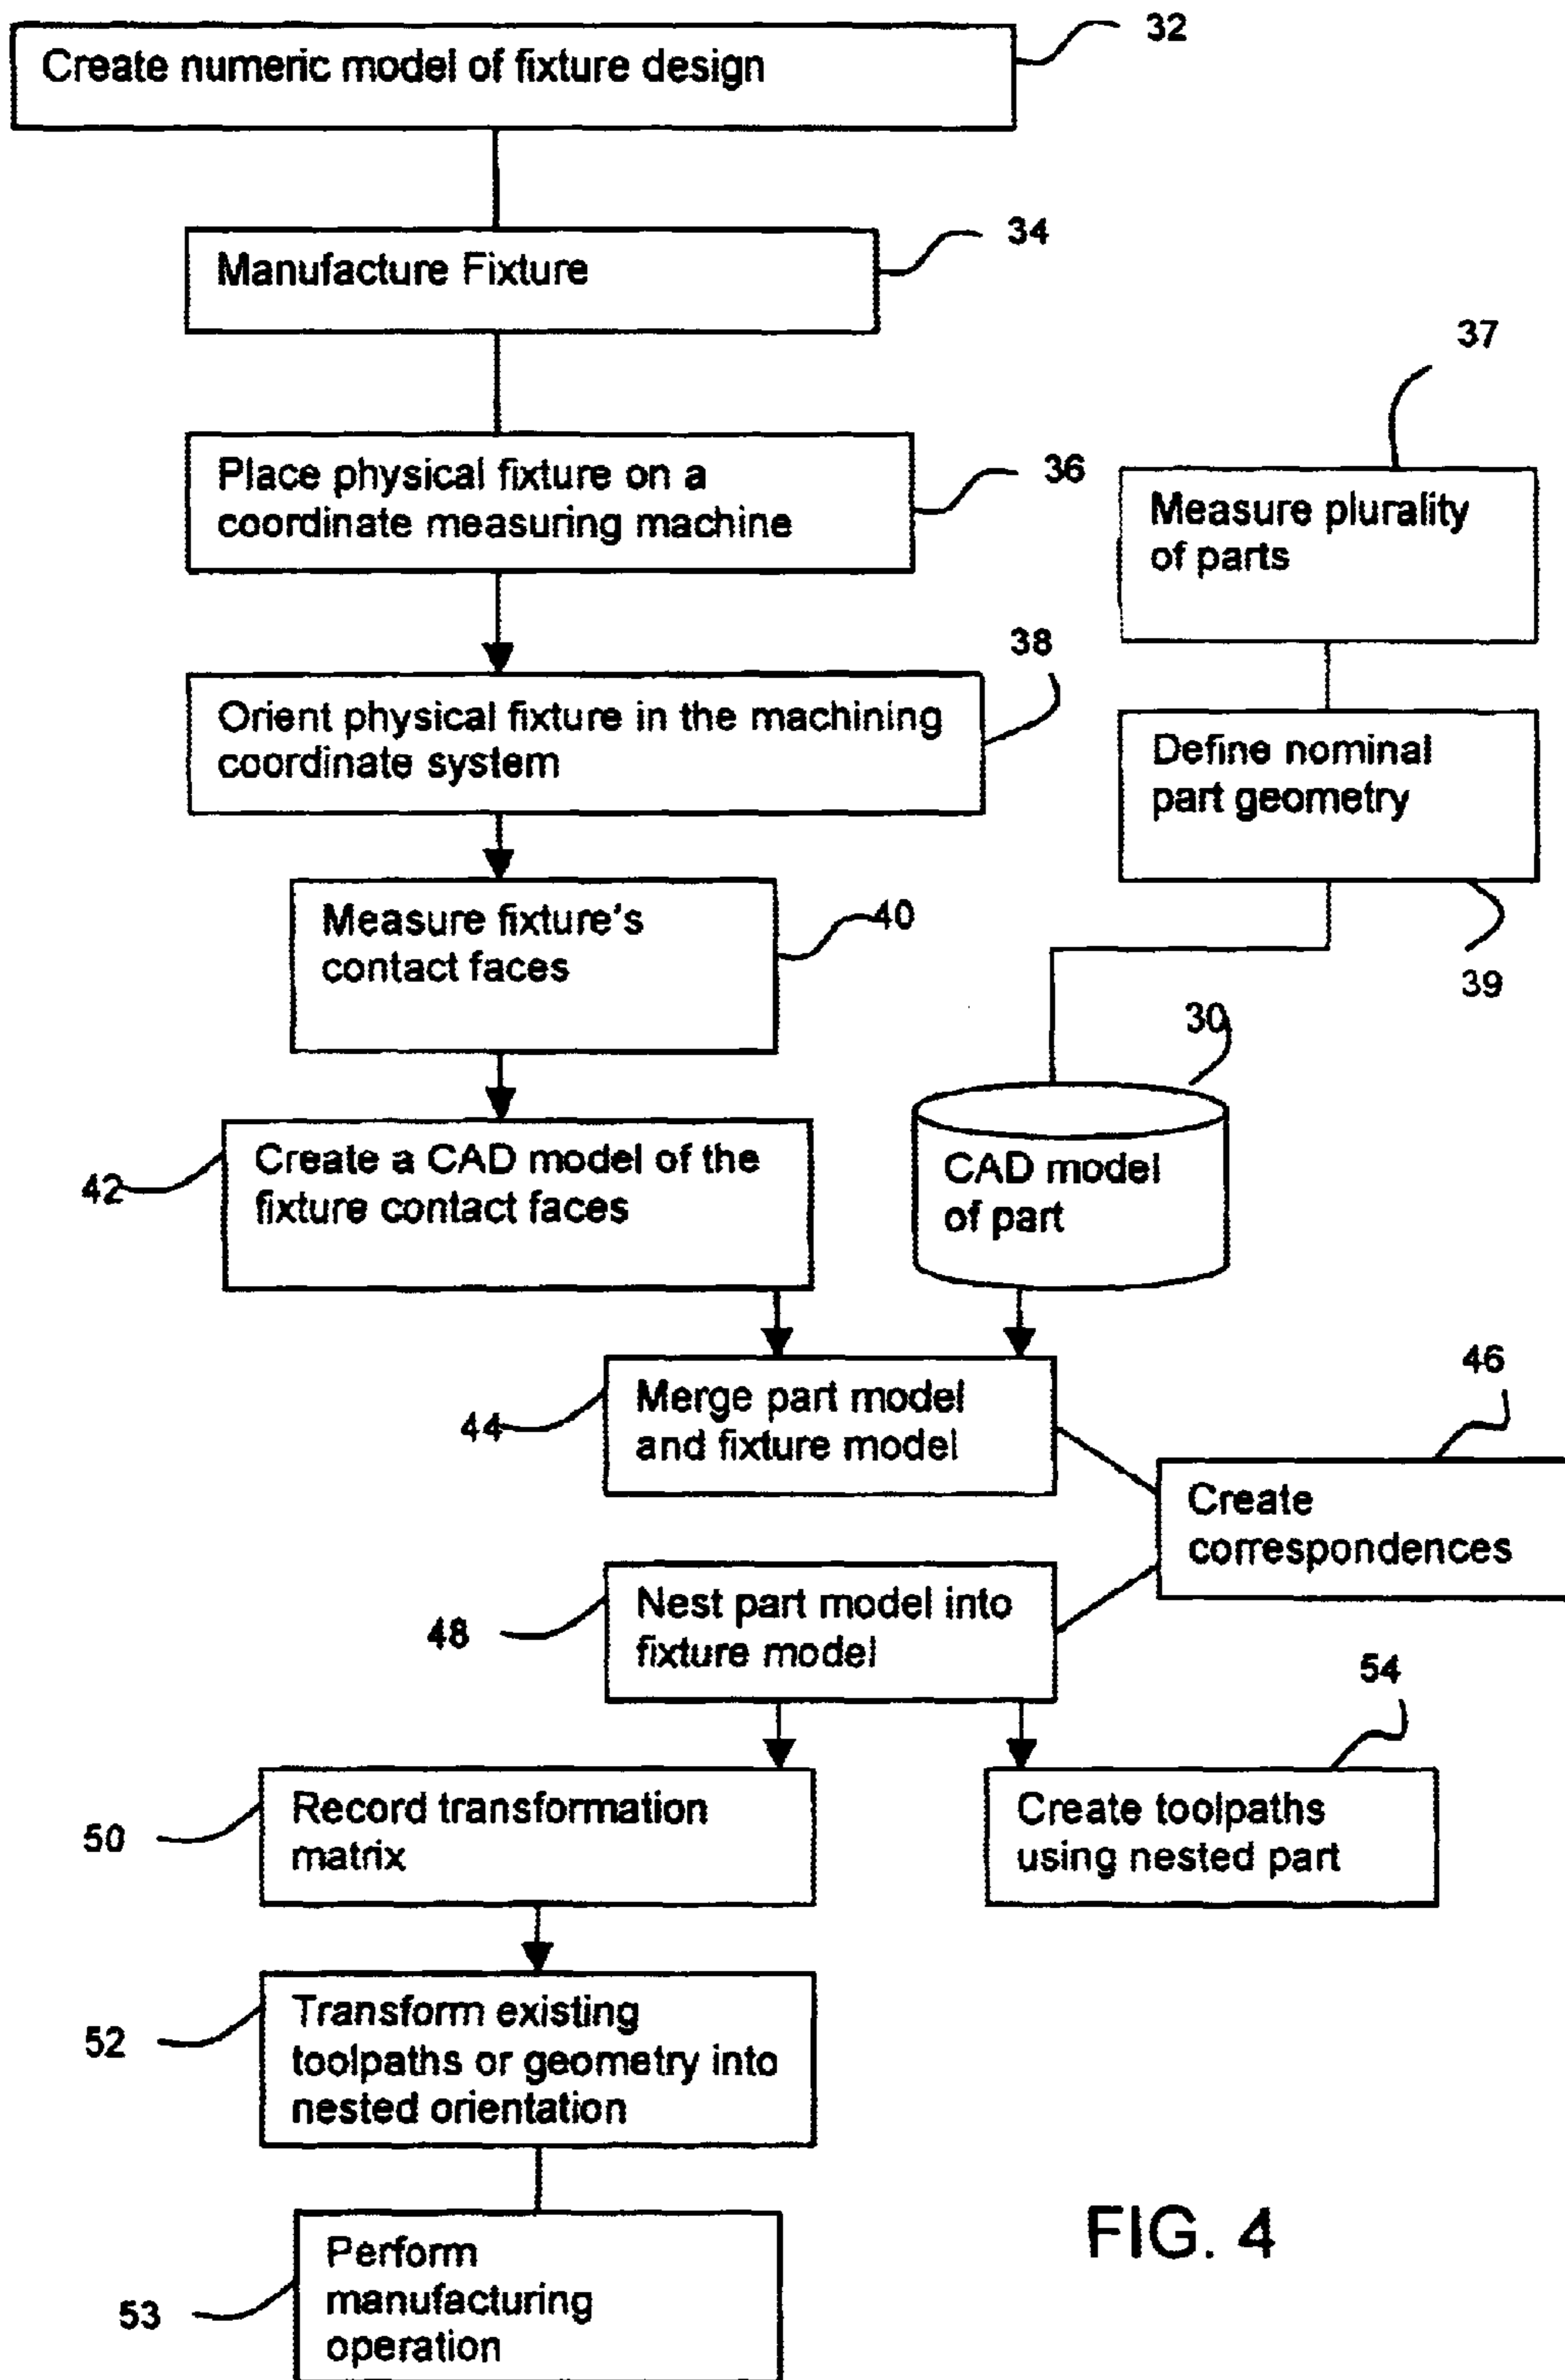 32
Create numeric model of fixture design
34
Manufacture Fixture
37
Place physical fixture on a
coordinate measuring machine
36
Measure plurality
of parts
38
Orient physical fixture in the machining
coordinate system
Define nominal
part geometry
39
Measure fixture's
contact faces
40
30
42
Create a CAD model of the
fixture contact faces
CAD model
of part
44
Merge part model
and fixture model
46
Create
correspondences
48
Nest part model into
fixture model
54
50
Record transformation
matrix
Create toolpaths
using nested part
52
Transform existing
toolpaths or geometry into
nested orientation
53
Perform
manufacturing
operation
FIG. 4